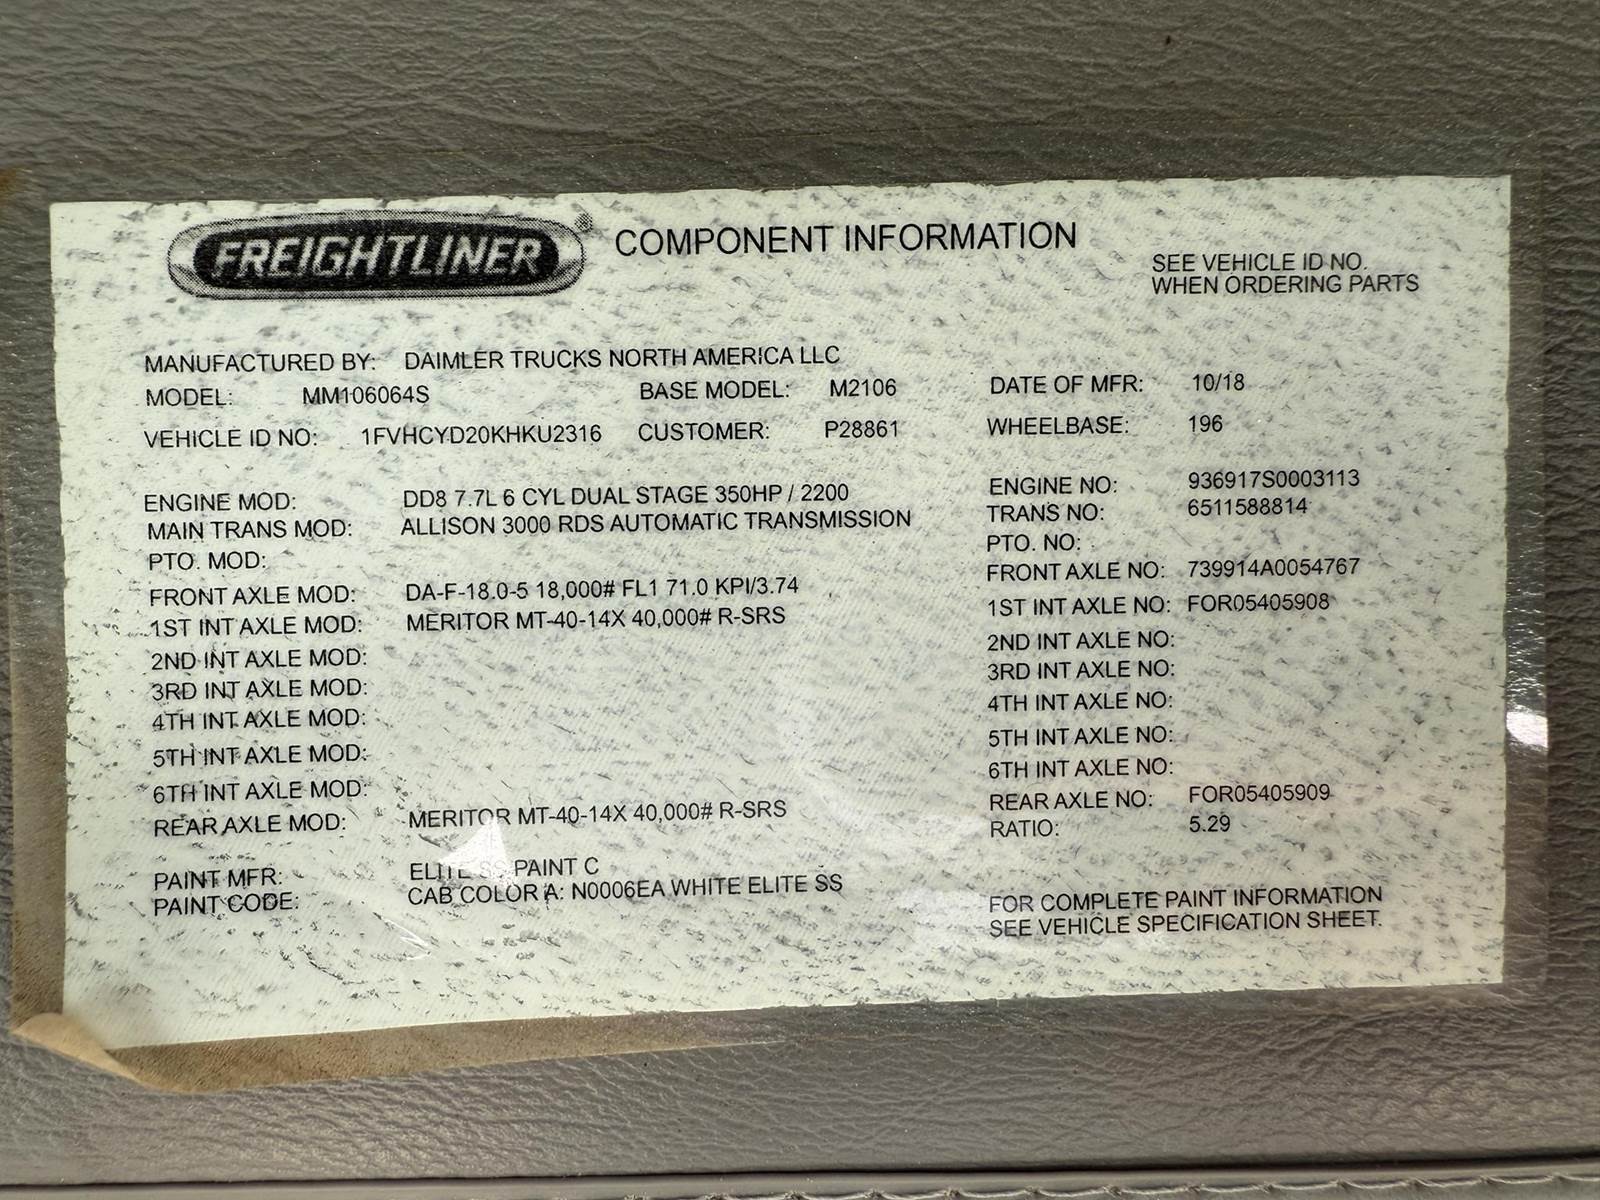 FREIGHTLINER ® COMPONENT INFORMATION
SEE VEHICLE ID NO.
WHEN ORDERING PARTS
MANUFACTURED BY: DAIMLER TRUCKS NORTH AMERICA LLC
MODEL: MM106064S BASE MODEL: M2106 DATE OF MFR: 10/18
VEHICLE ID NO: 1FVHCYD20KHKU2316 CUSTOMER: P28861 WHEELBASE: 196
ENGINE MOD: DD8 7.7L 6 CYL DUAL STAGE 350HP / 2200 ENGINE NO: 936917S0003113
MAIN TRANS MOD: ALLISON 3000 RDS AUTOMATIC TRANSMISSION TRANS NO: 6511588814
PTO. MOD: PTO. NO:
FRONT AXLE MOD: DA-F-18.0-5 18,000# FL1 71.0 KPI/3.74 FRONT AXLE NO: 739914A0054767
1ST INT AXLE MOD: MERITOR MT-40-14X 40,000# R-SRS 1ST INT AXLE NO: FOR05405908
2ND INT AXLE MOD: 2ND INT AXLE NO:
3RD INT AXLE MOD: 3RD INT AXLE NO:
4TH INT AXLE MOD: 4TH INT AXLE NO:
5TH INT AXLE MOD: 5TH INT AXLE NO:
6TH INT AXLE MOD: 6TH INT AXLE NO:
REAR AXLE MOD: MERITOR MT-40-14X 40,000# R-SRS REAR AXLE NO: FOR05405909
RATIO: 5.29
PAINT MFR: ELITE SS PAINT C
PAINT CODE: CAB COLOR A: N0006EA WHITE ELITE SS
FOR COMPLETE PAINT INFORMATION
SEE VEHICLE SPECIFICATION SHEET.